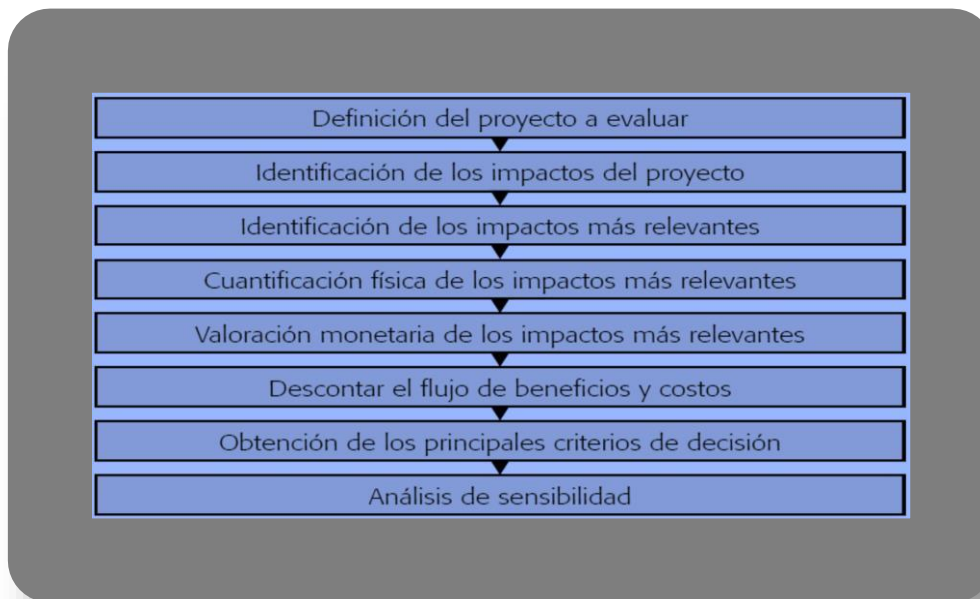 Definición del proyecto a evaluar
Identificación de los impactos del proyecto
Identificación de los impactos más relevantes
Cuantificación física de los impactos más relevantes
Valoración monetaria de los impactos más relevantes
Descontar el flujo de beneficios y costos
Obtención de los principales criterios de decisión
Análisis de sensibilidad